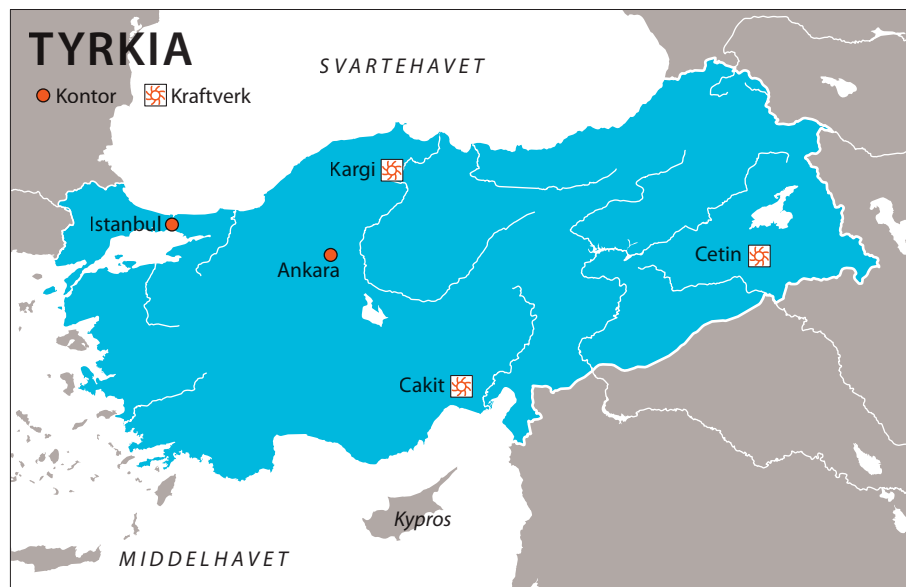 TYRKIA
SVARTEHAVET
Kontor
Kraftverk
Kargi
Istanbul
Ankara
Cetin
Cakit
Kypros
MIDDELHAVET